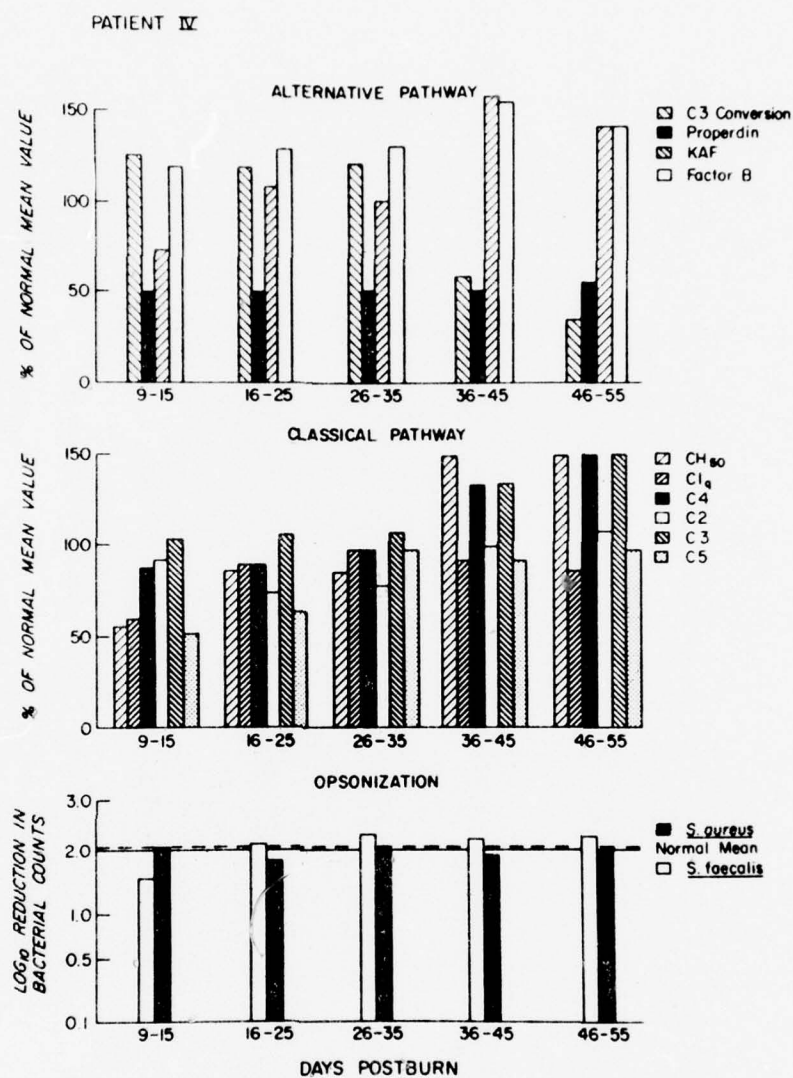 PATIENT IV
ALTERNATIVE PATHWAY
% OF NORMAL MEAN VALUE
150
100
50
0
9-15
16-25
26-35
36-45
46-55
C3 Conversion
Properdin
KAF
Factor B
CLASSICAL PATHWAY
% OF NORMAL MEAN VALUE
150
100
50
0
9-15
16-25
26-35
36-45
46-55
CH50
C1q
C4
C2
C3
C5
OPSONIZATION
LOG10 REDUCTION IN
BACTERIAL COUNTS
3.0
2.0
1.0
0.5
0.1
9-15
16-25
26-35
36-45
46-55
S. aureus
Normal Mean
S. faecalis
DAYS POSTBURN